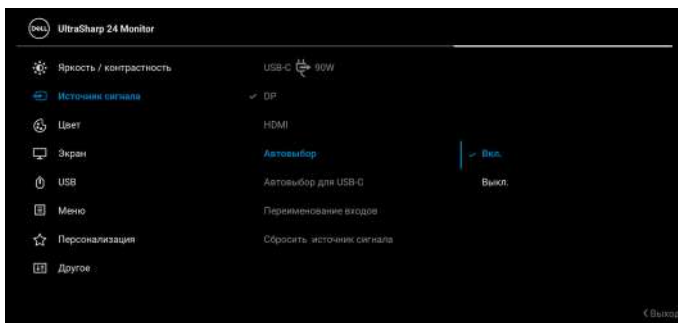 DELL UltraSharp 24 Monitor
Яркость / контрастность USB-C 90W
Источник сигнала DP
Цвет HDMI
Экран Автовыбор Вкл.
USB Автовыбор для USB-C Выкл.
Меню Переименование входов
Персонализация Сбросить источник сигнала
Другое
Выход